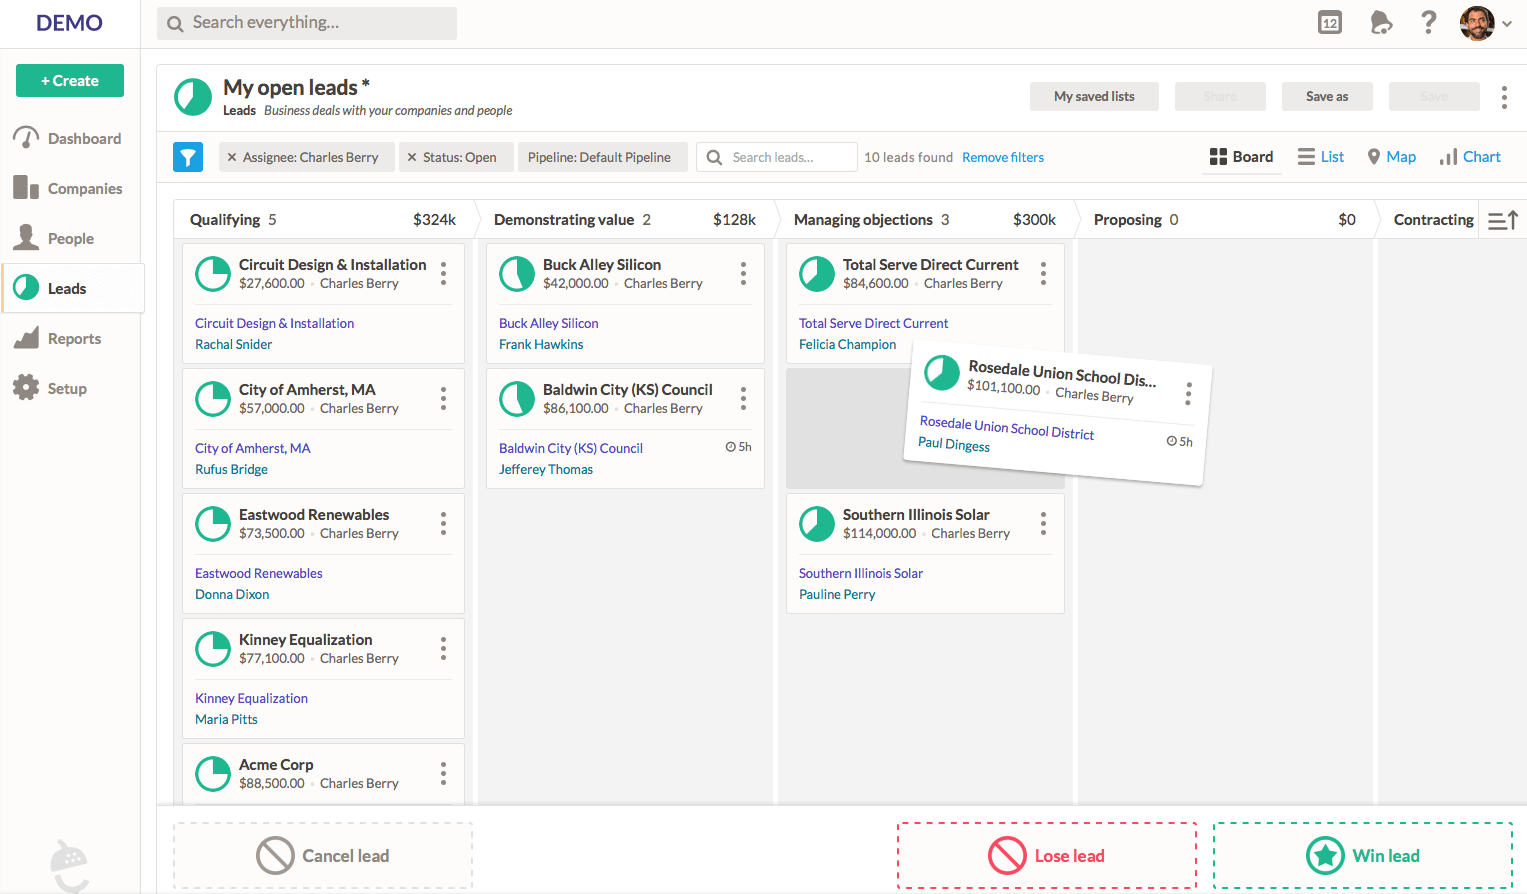 DEMO
Search everything...
12
+ Create
Dashboard
Companies
People
Leads
Reports
Setup
My open leads *
Leads Business deals with your companies and people
My saved lists
Share
Save as
Save
× Assignee: Charles Berry
× Status: Open
Pipeline: Default Pipeline
Search leads...
10 leads found
Remove filters
Board
List
Map
Chart
Qualifying 5 $324k
Demonstrating value 2 $128k
Managing objections 3 $300k
Proposing 0 $0
Contracting
Circuit Design & Installation
$27,600.00 • Charles Berry
Circuit Design & Installation
Rachal Snider
City of Amherst, MA
$57,000.00 • Charles Berry
City of Amherst, MA
Rufus Bridge
Eastwood Renewables
$73,500.00 • Charles Berry
Eastwood Renewables
Donna Dixon
Kinney Equalization
$77,100.00 • Charles Berry
Kinney Equalization
Maria Pitts
Acme Corp
$88,500.00 • Charles Berry
Buck Alley Silicon
$42,000.00 • Charles Berry
Buck Alley Silicon
Frank Hawkins
Baldwin City (KS) Council
$86,100.00 • Charles Berry
Baldwin City (KS) Council 5h
Jefferey Thomas
Total Serve Direct Current
$84,600.00 • Charles Berry
Total Serve Direct Current
Felicia Champion
Rosedale Union School Dis...
$101,100.00 • Charles Berry
Rosedale Union School District 5h
Paul Dingess
Southern Illinois Solar
$114,000.00 • Charles Berry
Southern Illinois Solar
Pauline Perry
Cancel lead
Lose lead
Win lead